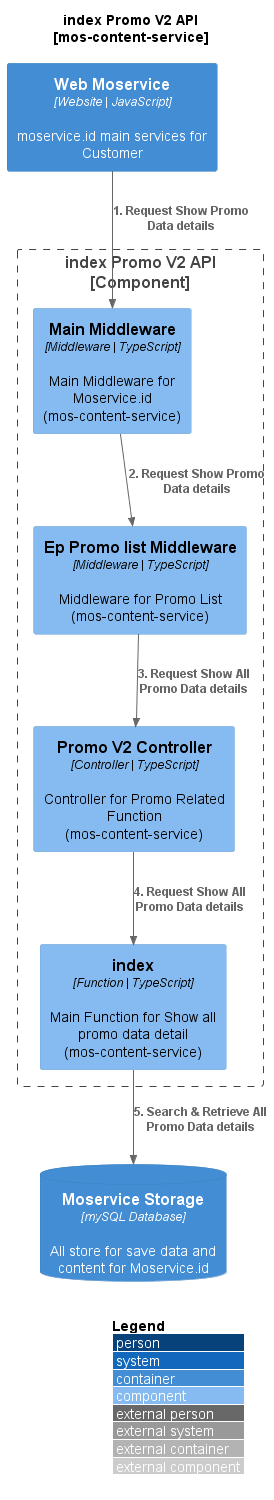 index Promo V2 API
[mos-content-service]
Web Moservice
[Website | JavaScript]
moservice.id main services for
Customer
1. Request Show Promo
Data details
index Promo V2 API
[Component]
Main Middleware
[Middleware | TypeScript]
Main Middleware for
Moservice.id
(mos-content-service)
2. Request Show Promo
Data details
Ep Promo list Middleware
[Middleware | TypeScript]
Middleware for Promo List
(mos-content-service)
3. Request Show All
Promo Data details
Promo V2 Controller
[Controller | TypeScript]
Controller for Promo Related
Function
(mos-content-service)
4. Request Show All
Promo Data details
index
[Function | TypeScript]
Main Function for Show all
promo data detail
(mos-content-service)
5. Search & Retrieve All
Promo Data details
Moservice Storage
[mySQL Database]
All store for save data and
content for Moservice.id
Legend
person
system
container
component
external person
external system
external container
external component